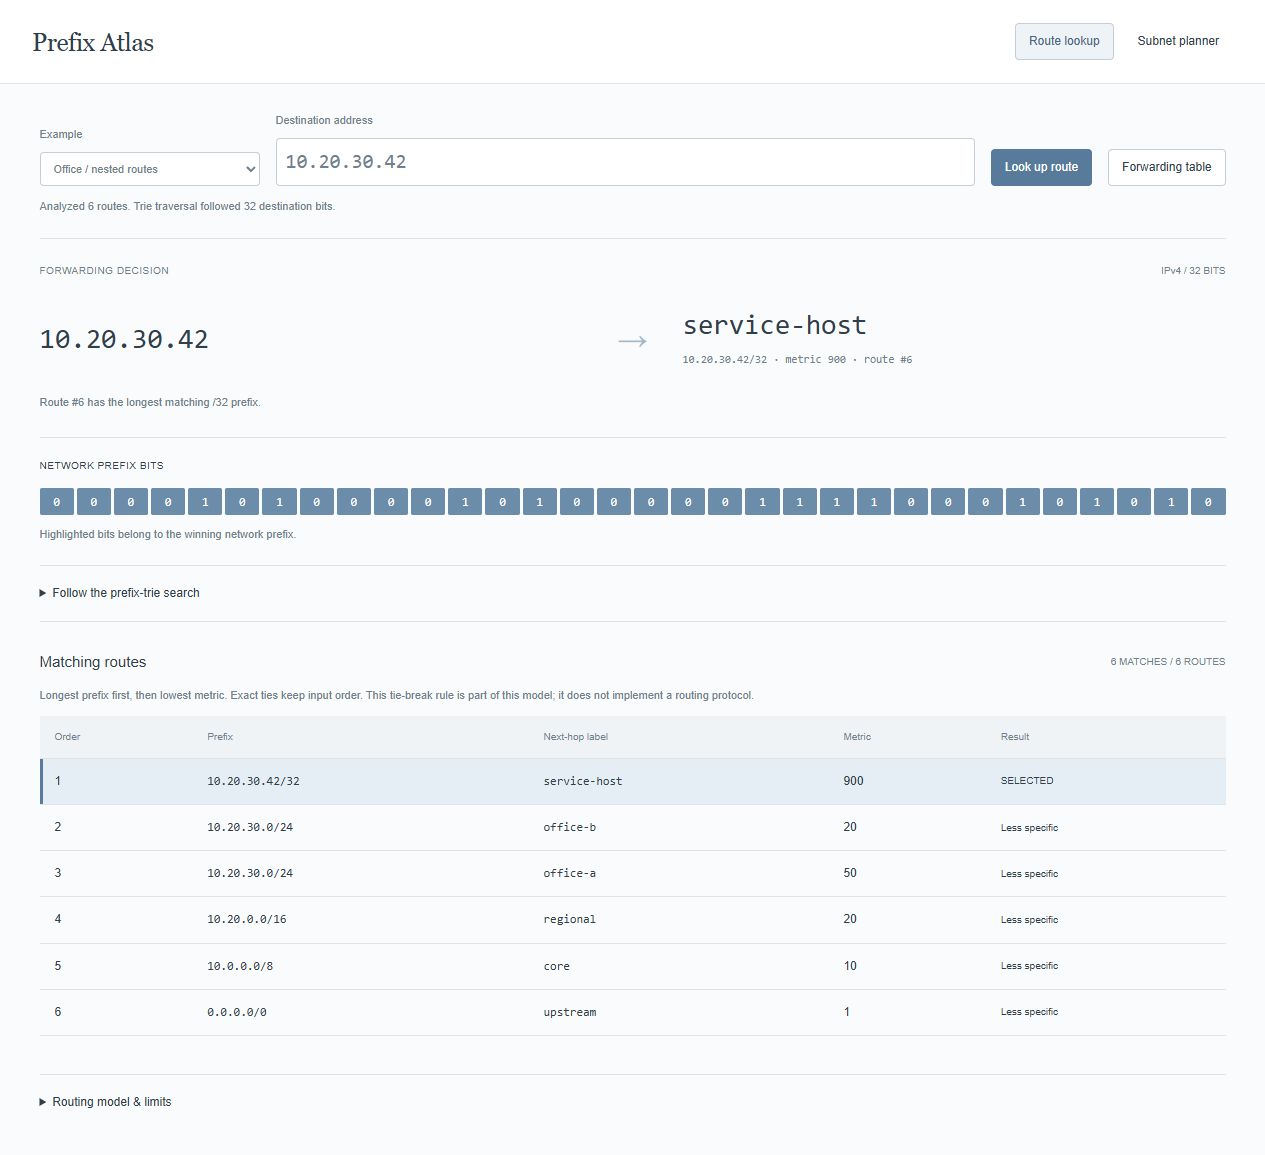 Prefix Atlas
Route lookup
Subnet planner
Example
Destination address
Office / nested routes
10.20.30.42
Look up route
Forwarding table
Analyzed 6 routes. Trie traversal followed 32 destination bits.
FORWARDING DECISION
IPv4 / 32 BITS
10.20.30.42
→
service-host
10.20.30.42/32 · metric 900 · route #6
Route #6 has the longest matching /32 prefix.
NETWORK PREFIX BITS
0 0 0 0 1 0 1 0 0 0 0 1 0 1 0 0 0 0 0 1 1 1 1 0 0 0 1 0 1 0 1 0
Highlighted bits belong to the winning network prefix.
Follow the prefix-trie search
Matching routes
6 MATCHES / 6 ROUTES
Longest prefix first, then lowest metric. Exact ties keep input order. This tie-break rule is part of this model; it does not implement a routing protocol.
Order Prefix Next-hop label Metric Result
1 10.20.30.42/32 service-host 900 SELECTED
2 10.20.30.0/24 office-b 20 Less specific
3 10.20.30.0/24 office-a 50 Less specific
4 10.20.0.0/16 regional 20 Less specific
5 10.0.0.0/8 core 10 Less specific
6 0.0.0.0/0 upstream 1 Less specific
Routing model & limits